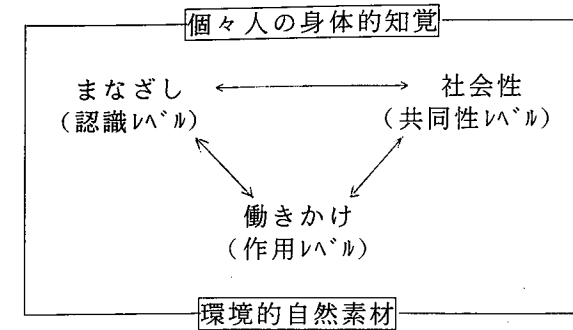 個々人の身体的知覚
まなざし
社会性
（認識ﾚﾍﾞﾙ）
（共同性ﾚﾍﾞﾙ）
働きかけ
（作用ﾚﾍﾞﾙ）
環境的自然素材